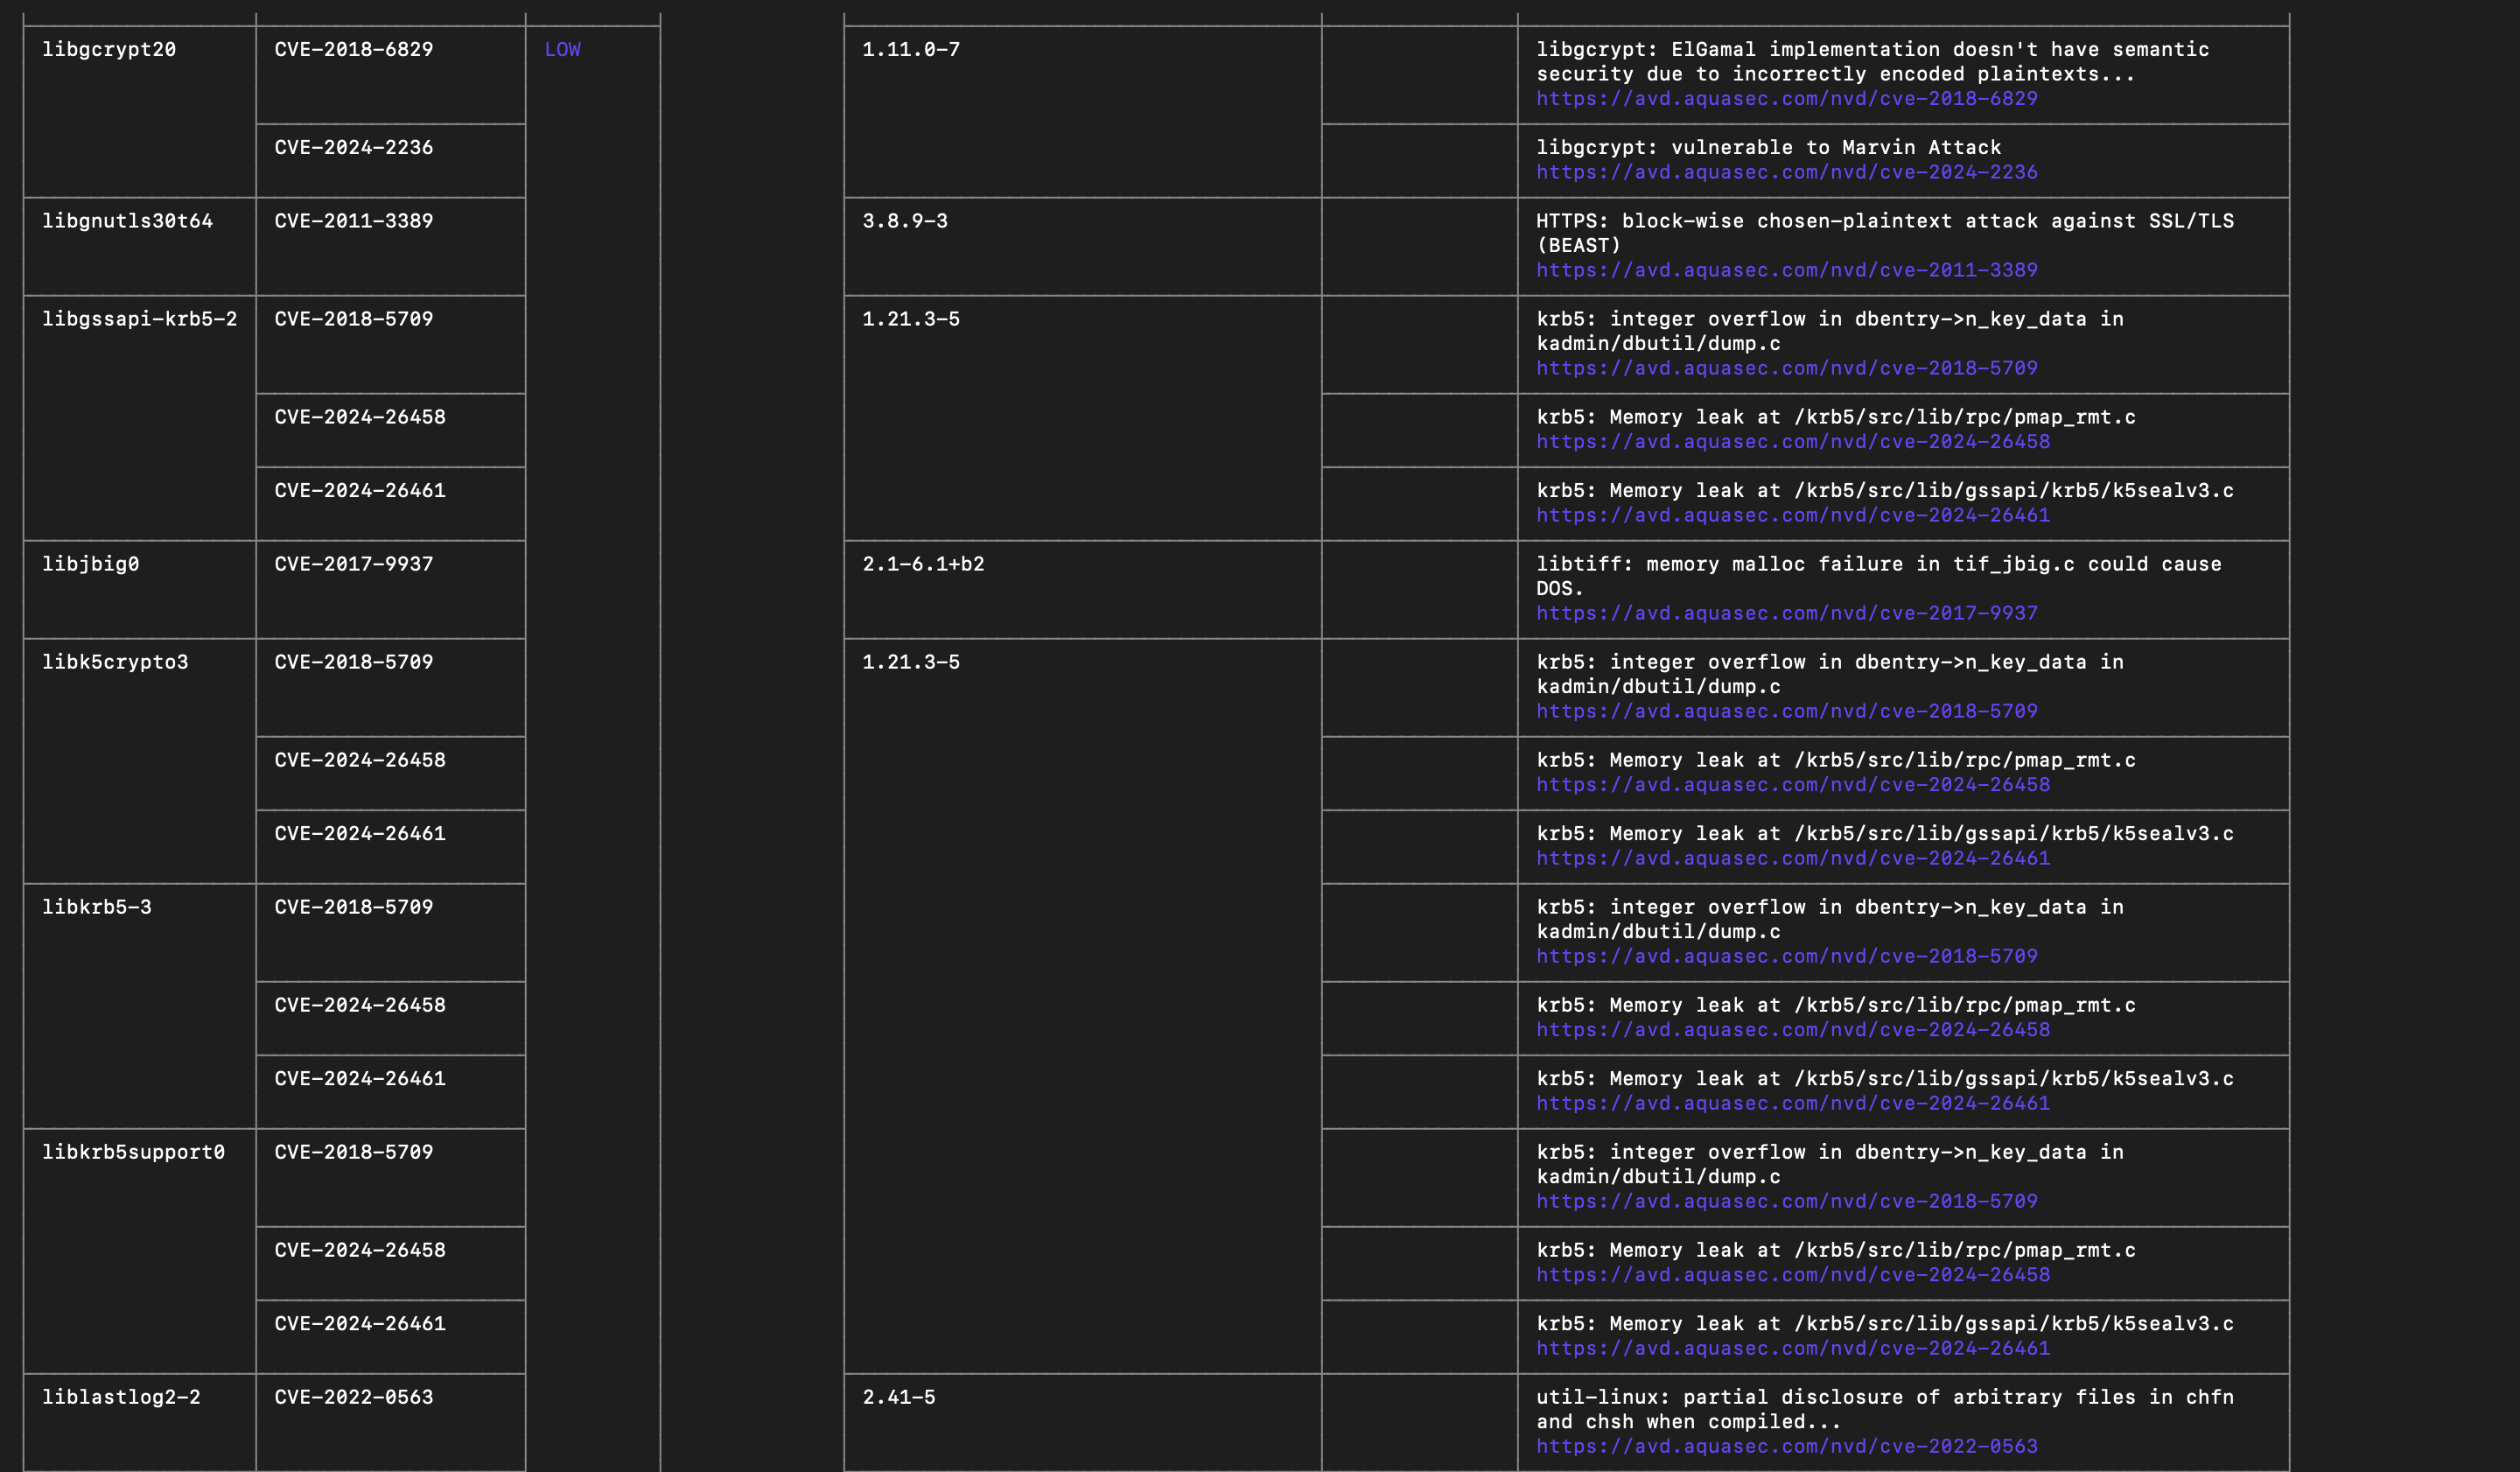 libgcrypt20 CVE-2018-6829 LOW 1.11.0-7 libgcrypt: ElGamal implementation doesn't have semantic
security due to incorrectly encoded plaintexts...
https://avd.aquasec.com/nvd/cve-2018-6829
CVE-2024-2236 libgcrypt: vulnerable to Marvin Attack
https://avd.aquasec.com/nvd/cve-2024-2236
libgnutls30t64 CVE-2011-3389 3.8.9-3 HTTPS: block-wise chosen-plaintext attack against SSL/TLS
(BEAST)
https://avd.aquasec.com/nvd/cve-2011-3389
libgssapi-krb5-2 CVE-2018-5709 1.21.3-5 krb5: integer overflow in dbentry->n_key_data in
kadmin/dbutil/dump.c
https://avd.aquasec.com/nvd/cve-2018-5709
CVE-2024-26458 krb5: Memory leak at /krb5/src/lib/rpc/pmap_rmt.c
https://avd.aquasec.com/nvd/cve-2024-26458
CVE-2024-26461 krb5: Memory leak at /krb5/src/lib/gssapi/krb5/k5sealv3.c
https://avd.aquasec.com/nvd/cve-2024-26461
libjbig0 CVE-2017-9937 2.1-6.1+b2 libtiff: memory malloc failure in tif_jbig.c could cause
DOS.
https://avd.aquasec.com/nvd/cve-2017-9937
libk5crypto3 CVE-2018-5709 1.21.3-5 krb5: integer overflow in dbentry->n_key_data in
kadmin/dbutil/dump.c
https://avd.aquasec.com/nvd/cve-2018-5709
CVE-2024-26458 krb5: Memory leak at /krb5/src/lib/rpc/pmap_rmt.c
https://avd.aquasec.com/nvd/cve-2024-26458
CVE-2024-26461 krb5: Memory leak at /krb5/src/lib/gssapi/krb5/k5sealv3.c
https://avd.aquasec.com/nvd/cve-2024-26461
libkrb5-3 CVE-2018-5709 krb5: integer overflow in dbentry->n_key_data in
kadmin/dbutil/dump.c
https://avd.aquasec.com/nvd/cve-2018-5709
CVE-2024-26458 krb5: Memory leak at /krb5/src/lib/rpc/pmap_rmt.c
https://avd.aquasec.com/nvd/cve-2024-26458
CVE-2024-26461 krb5: Memory leak at /krb5/src/lib/gssapi/krb5/k5sealv3.c
https://avd.aquasec.com/nvd/cve-2024-26461
libkrb5support0 CVE-2018-5709 krb5: integer overflow in dbentry->n_key_data in
kadmin/dbutil/dump.c
https://avd.aquasec.com/nvd/cve-2018-5709
CVE-2024-26458 krb5: Memory leak at /krb5/src/lib/rpc/pmap_rmt.c
https://avd.aquasec.com/nvd/cve-2024-26458
CVE-2024-26461 krb5: Memory leak at /krb5/src/lib/gssapi/krb5/k5sealv3.c
https://avd.aquasec.com/nvd/cve-2024-26461
liblastlog2-2 CVE-2022-0563 2.41-5 util-linux: partial disclosure of arbitrary files in chfn
and chsh when compiled...
https://avd.aquasec.com/nvd/cve-2022-0563